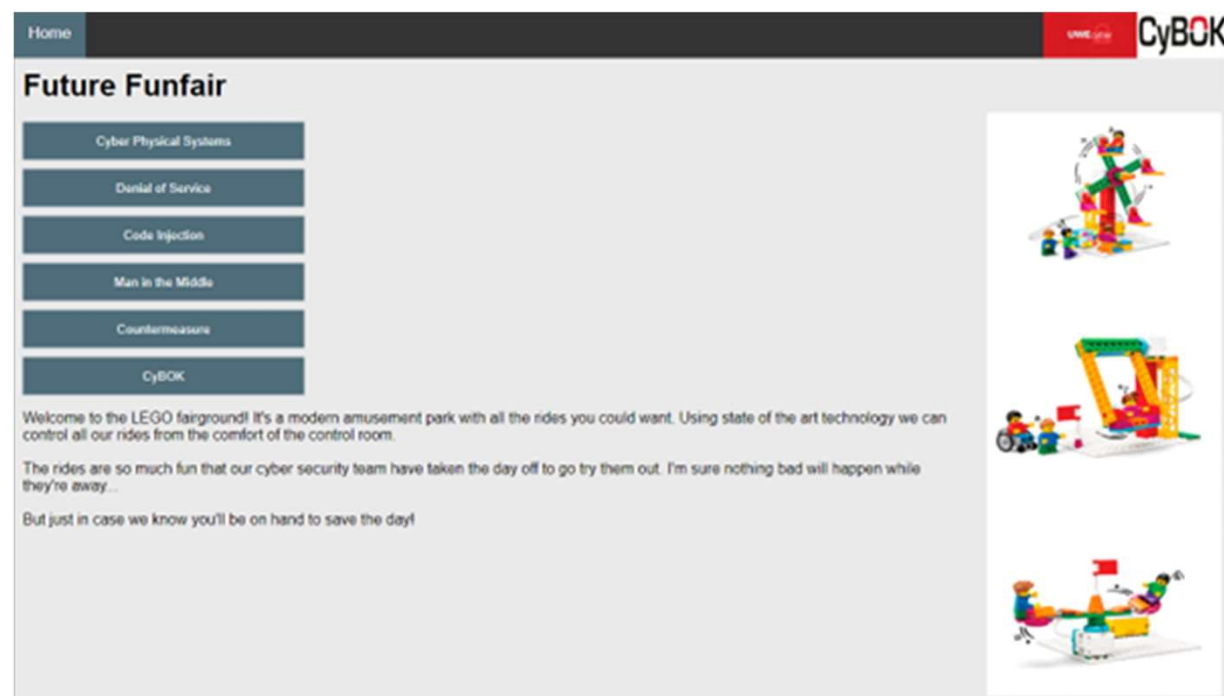 Home
UWE
CyBOK
Future Funfair
Cyber Physical Systems
Denial of Service
Code Injection
Man in the Middle
Countermeasure
CyBOK
Welcome to the LEGO fairground! It's a modern amusement park with all the rides you could want. Using state of the art technology we can
control all our rides from the comfort of the control room.
The rides are so much fun that our cyber security team have taken the day off to go try them out. I'm sure nothing bad will happen while
they're away...
But just in case we know you'll be on hand to save the day!